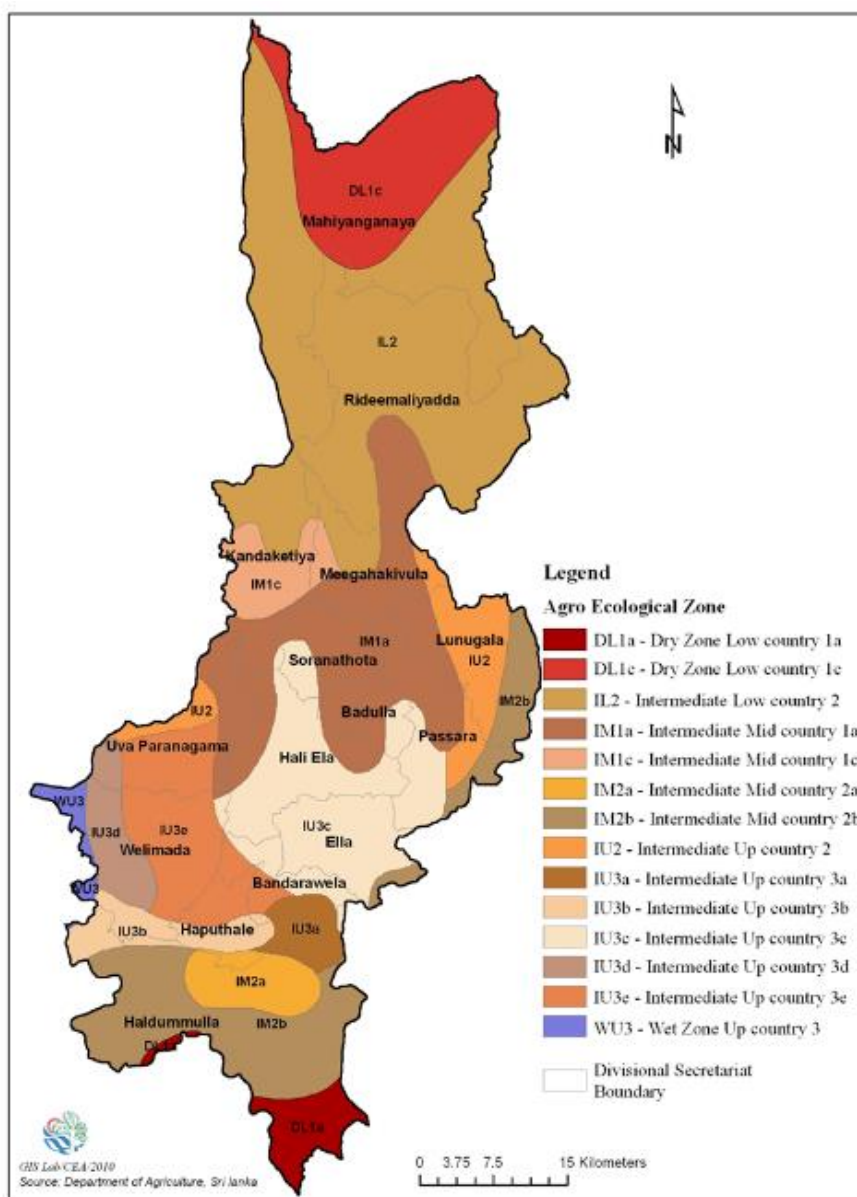 N
DL1c
Mahiyanganaya
IL2
Rideemaliyadda
Kandaketiya
IM1c
Meegahakivula
IM1a
Soranathota
Lunugala
IU2
IM2b
IU2
Badulla
Passara
Uva Paranagama
Hali Ela
WU3
IU3d
IU3e
Welimada
IU3c
Ella
WU3
Bandarawela
IU3b
Haputhale
IU3a
IM2a
Haldummulla
IM2b
DL1a
Legend
Agro Ecological Zone
DL1a - Dry Zone Low country 1a
DL1c - Dry Zone Low country 1c
IL2 - Intermediate Low country 2
IM1a - Intermediate Mid country 1a
IM1c - Intermediate Mid country 1c
IM2a - Intermediate Mid country 2a
IM2b - Intermediate Mid country 2b
IU2 - Intermediate Up country 2
IU3a - Intermediate Up country 3a
IU3b - Intermediate Up country 3b
IU3c - Intermediate Up country 3c
IU3d - Intermediate Up country 3d
IU3e - Intermediate Up country 3e
WU3 - Wet Zone Up country 3
Divisional Secretariat
Boundary
GIS Lab/CEA/2010
Source: Department of Agriculture, Sri lanka
0 3.75 7.5 15 Kilometers